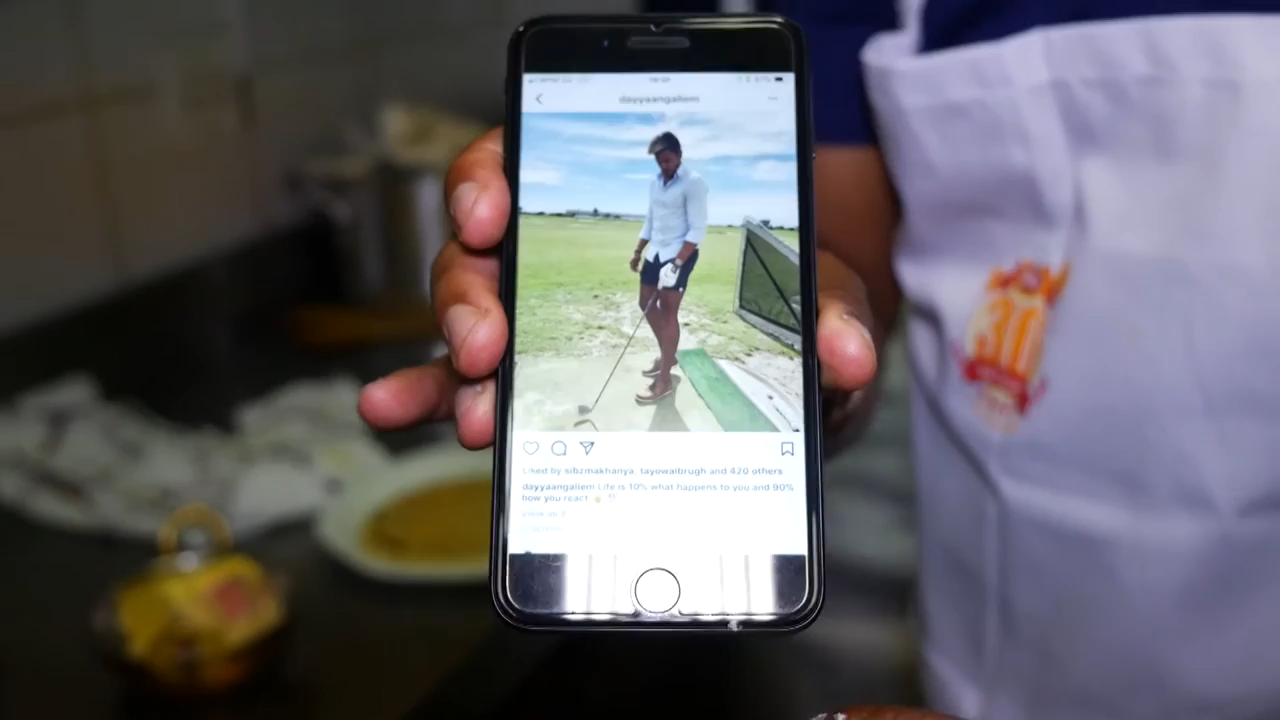 dayyaangaliem
Liked by sibzmakhanya, tayowalbrugh and 420 others
dayyaangaliem Life is 10% what happens to you and 90%
how you react
30